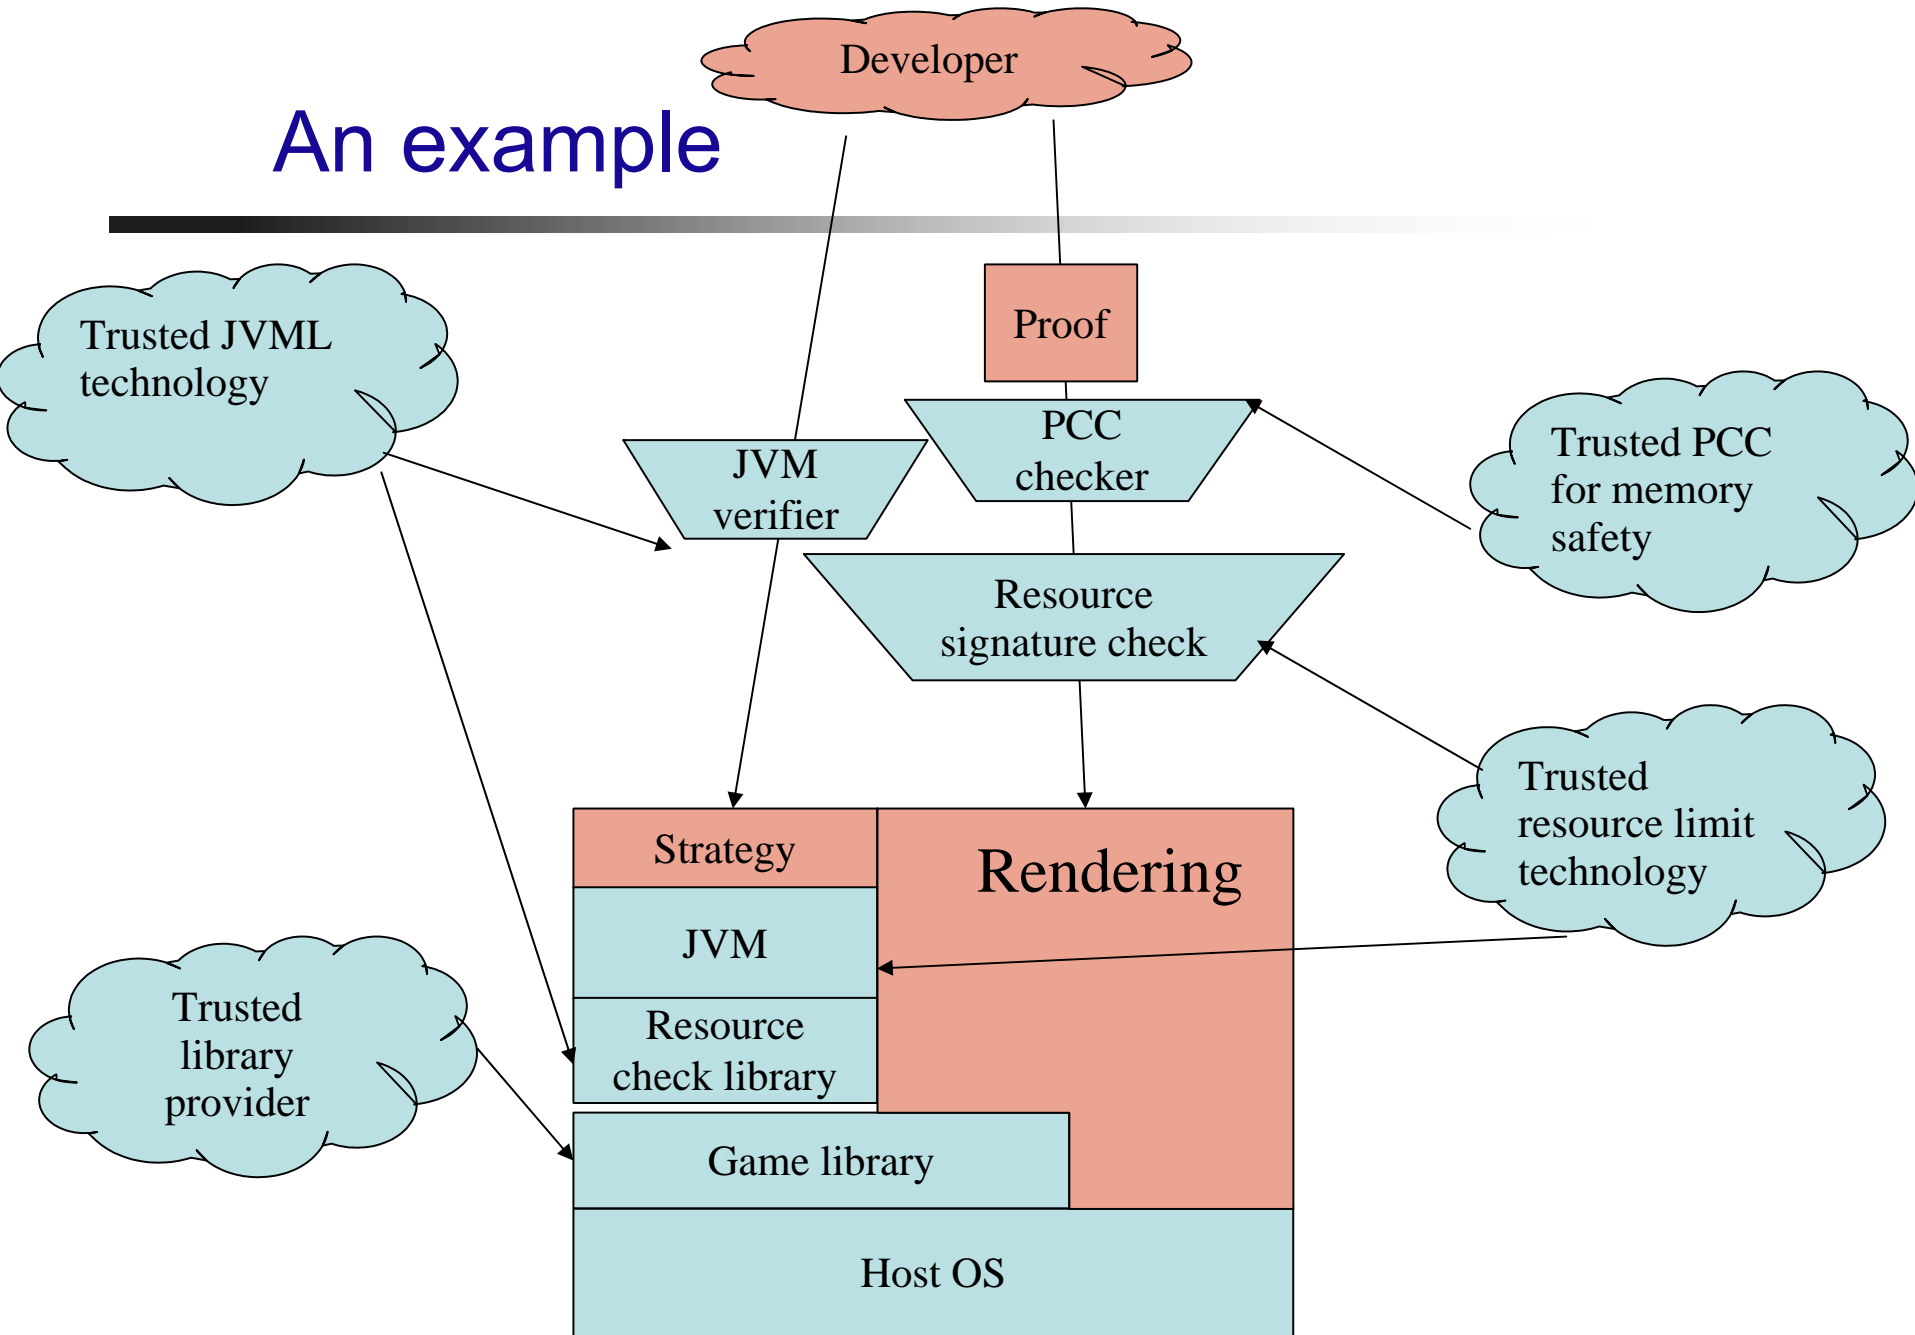 Developer
An example
Trusted JVML
technology
Proof
PCC
checker
JVM
verifier
Trusted PCC
for memory
safety
Resource
signature check
Trusted
resource limit
technology
Strategy
Rendering
JVM
Resource
check library
Trusted
library
provider
Game library
Host OS